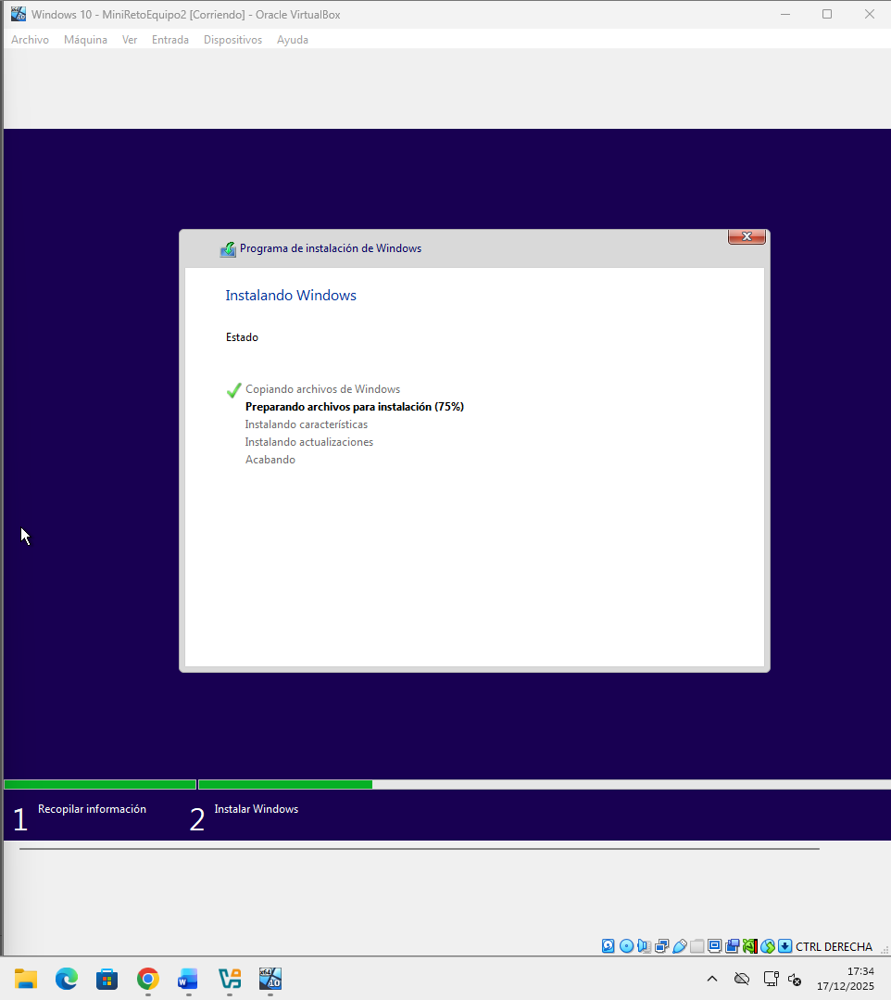 Windows 10 - MiniRetoEquipo2 [Corriendo] - Oracle VirtualBox
Archivo Máquina Ver Entrada Dispositivos Ayuda
Programa de instalación de Windows
Instalando Windows
Estado
Copiando archivos de Windows
Preparando archivos para instalación (75%)
Instalando características
Instalando actualizaciones
Acabando
1 Recopilar información 2 Instalar Windows
CTRL DERECHA
17:34
17/12/2025